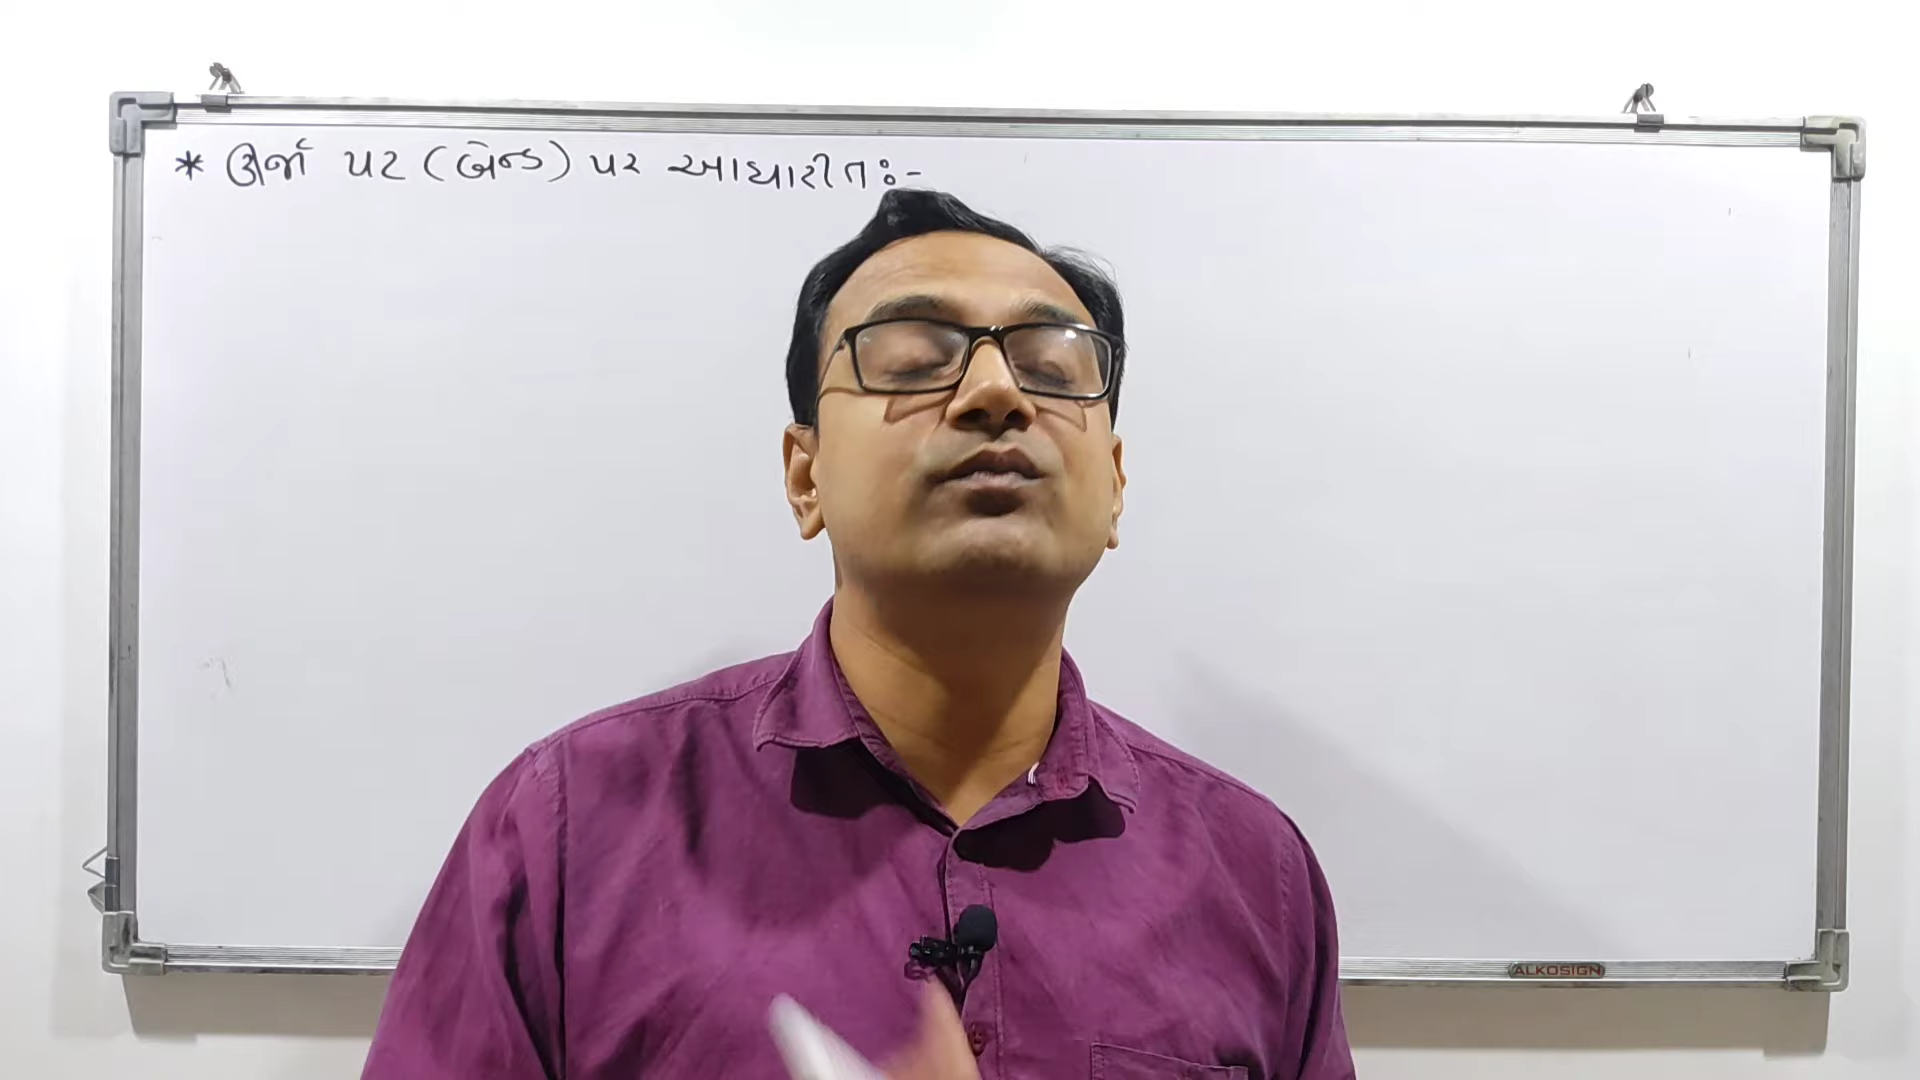 * ઊર્જા પટ (બેન્ડ) પર આધારીત :-
ALKOSIGN